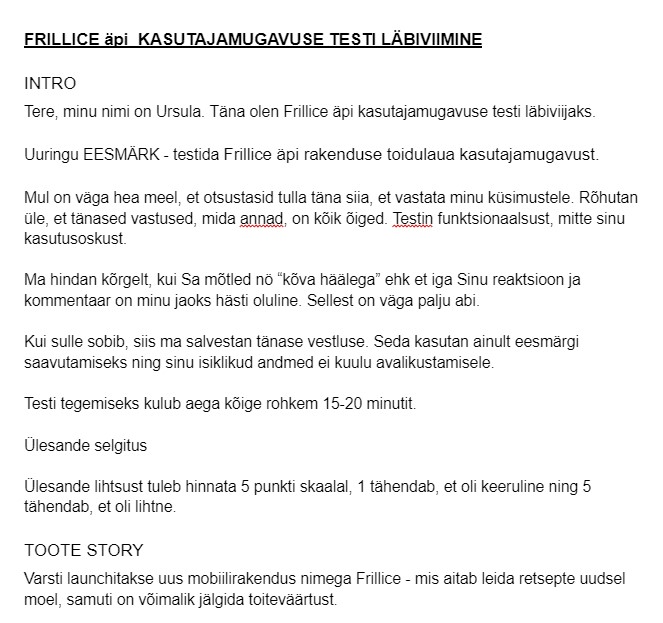 FRILLICE äpi  KASUTAJAMUGAVUSE TESTI LÄBIVIIMINE
INTRO
Tere, minu nimi on Ursula. Täna olen Frillice äpi kasutajamugavuse testi läbiviijaks.
Uuringu EESMÄRK - testida Frillice äpi rakenduse toidulaua kasutajamugavust.
Mul on väga hea meel, et otsustasid tulla täna siia, et vastata minu küsimustele. Rõhutan
üle, et tänased vastused, mida annad, on kõik õiged. Testin funktsionaalsust, mitte sinu
kasutusoskust.
Ma hindan kõrgelt, kui Sa mõtled nö “kõva häälega” ehk et iga Sinu reaktsioon ja
kommentaar on minu jaoks hästi oluline. Sellest on väga palju abi.
Kui sulle sobib, siis ma salvestan tänase vestluse. Seda kasutan ainult eesmärgi
saavutamiseks ning sinu isiklikud andmed ei kuulu avalikustamisele.
Testi tegemiseks kulub aega kõige rohkem 15-20 minutit.
Ülesande selgitus
Ülesande lihtsust tuleb hinnata 5 punkti skaalal, 1 tähendab, et oli keeruline ning 5
tähendab, et oli lihtne.
TOOTE STORY
Varsti launchitakse uus mobiilirakendus nimega Frillice - mis aitab leida retsepte uudsel
moel, samuti on võimalik jälgida toiteväärtust.